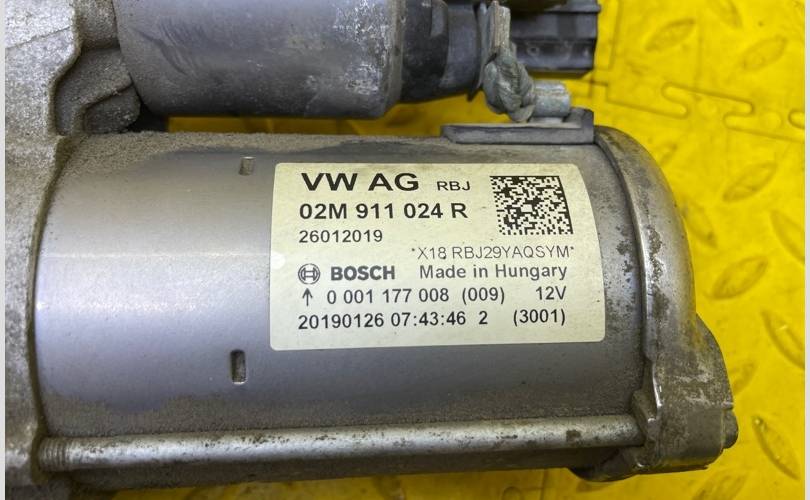 VW AG RBJ
02M 911 024 R
26012019
*X18 RBJ29YAQSYM*
BOSCH Made in Hungary
↑ 0 001 177 008 (009) 12V
20190126 07:43:46 2 (3001)